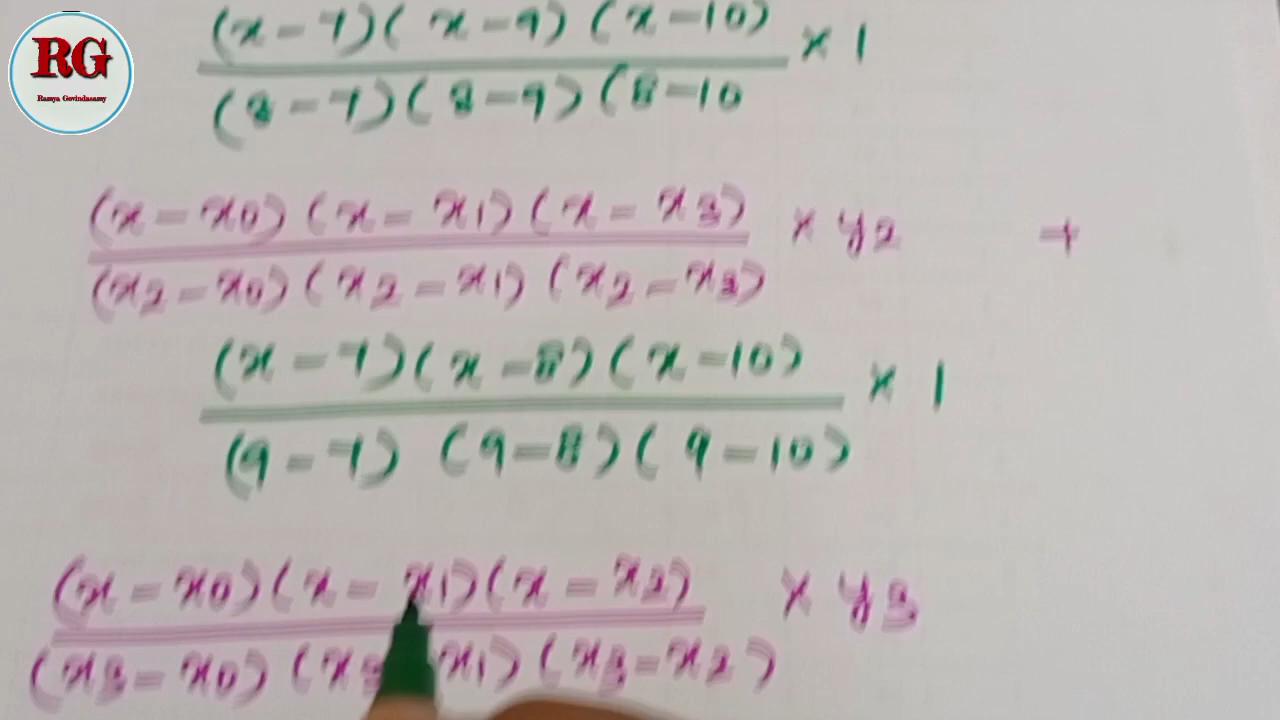 RG
Ramya Govindasamy
(x-7)(x-9)(x-10) × 1
(8-7)(8-9)(8-10
(x-x0)(x-x1)(x-x3) × y2 +
(x2-x0)(x2-x1)(x2-x3)
(x-7)(x-8)(x-10) × 1
(9-7)(9-8)(9-10)
(x-x0)(x-x1)(x-x2) × y3
(x3-x0)(x3 x1)(x3-x2)